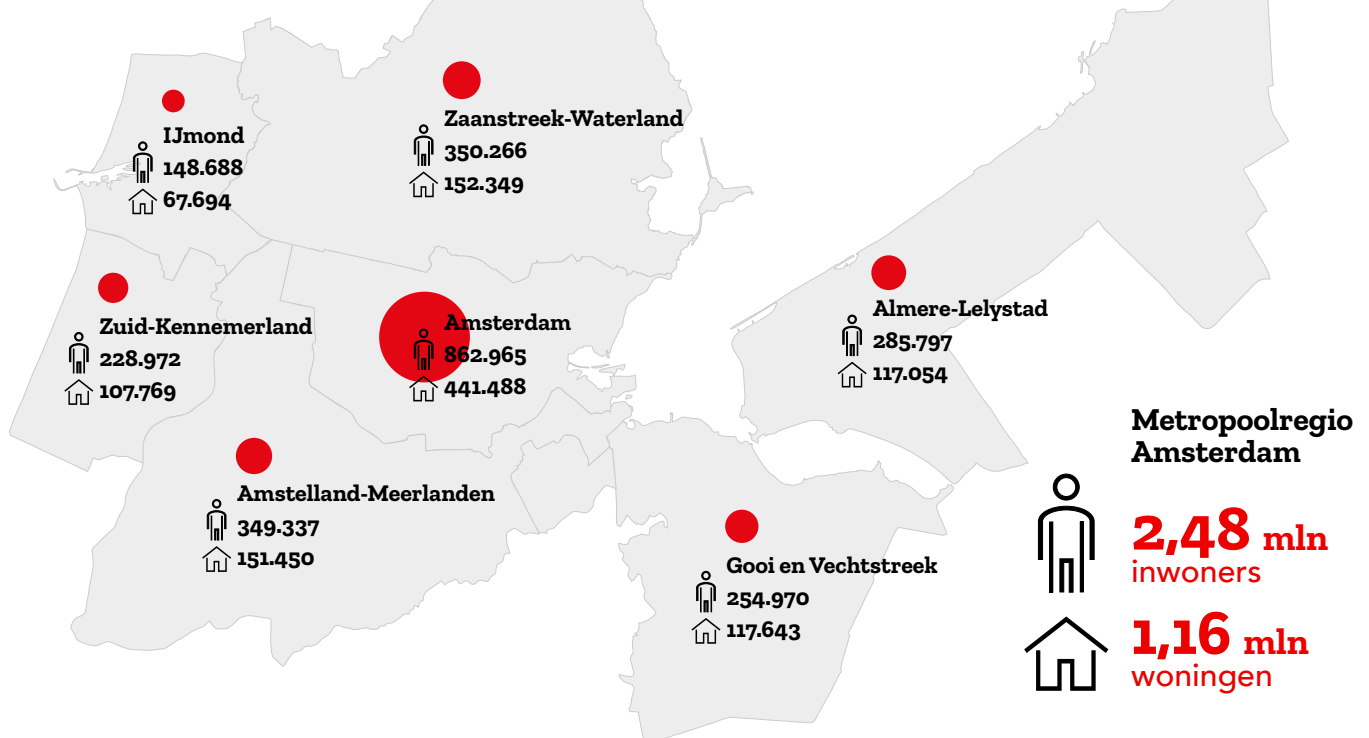 IJmond
148.688
67.694
Zaanstreek-Waterland
350.266
152.349
Zuid-Kennemerland
228.972
107.769
Amsterdam
862.965
441.488
Almere-Lelystad
285.797
117.054
Amstelland-Meerlanden
349.337
151.450
Gooi en Vechtstreek
254.970
117.643
Metropoolregio
Amsterdam
2,48 mln
inwoners
1,16 mln
woningen